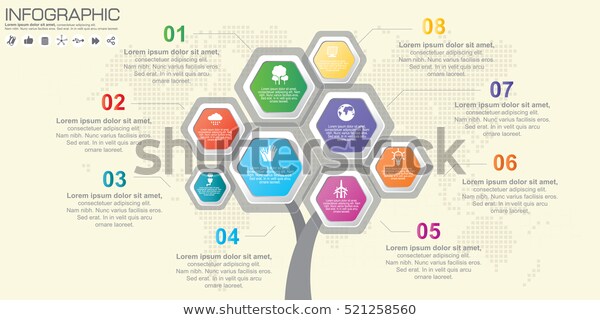 INFOGRAPHIC
Lorem ipsum dolor sit amet,
01
Lorem ipsum dolor sit amet,
consectetuer adipiscing elit.
Nam nibh. Nunc varius facilisis
eros. Sed erat. In in velit quis
arcu ornare laoreet.
02
Lorem ipsum dolor sit amet,
consectetuer adipiscing elit.
Nam nibh. Nunc varius facilisis
eros. Sed erat. In in velit quis
arcu ornare laoreet.
03
Lorem ipsum dolor sit amet,
consectetuer adipiscing elit.
Nam nibh. Nunc varius facilisis
eros. Sed erat. In in velit quis
arcu ornare laoreet.
04
Lorem ipsum dolor sit amet,
consectetuer adipiscing elit.
Nam nibh. Nunc varius facilisis
eros. Sed erat. In in velit quis
arcu ornare laoreet.
08
Lorem ipsum dolor sit amet,
consectetuer adipiscing elit.
Nam nibh. Nunc varius facilisis
eros. Sed erat. In in velit quis
arcu ornare laoreet.
07
Lorem ipsum dolor sit amet,
consectetuer adipiscing elit.
Nam nibh. Nunc varius facilisis
eros. Sed erat. In in velit quis
arcu ornare laoreet.
06
Lorem ipsum dolor sit amet,
consectetuer adipiscing elit.
Nam nibh. Nunc varius facilisis
eros. Sed erat. In in velit quis
arcu ornare laoreet.
05
Lorem ipsum dolor sit amet,
consectetuer adipiscing elit.
Nam nibh. Nunc varius facilisis
eros. Sed erat. In in velit quis
arcu ornare laoreet.
shutterstock
shutterstock.com • 521258560